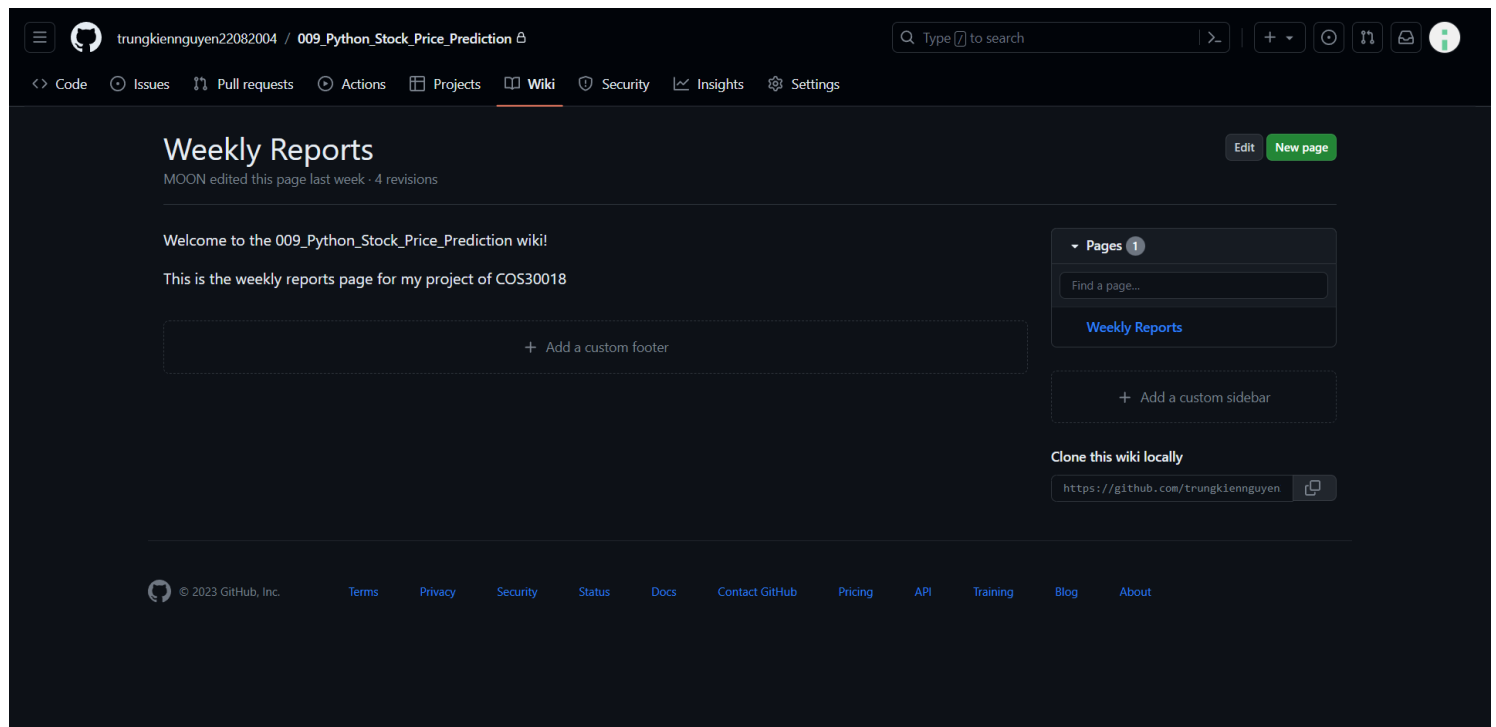 trungkiennguyen22082004 / 009_Python_Stock_Price_Prediction
Type / to search
Code Issues Pull requests Actions Projects Wiki Security Insights Settings
Weekly Reports
Edit New page
MOON edited this page last week · 4 revisions
Welcome to the 009_Python_Stock_Price_Prediction wiki!
This is the weekly reports page for my project of COS30018
+ Add a custom footer
Pages 1
Find a page...
Weekly Reports
+ Add a custom sidebar
Clone this wiki locally
https://github.com/trungkiennguyen
© 2023 GitHub, Inc. Terms Privacy Security Status Docs Contact GitHub Pricing API Training Blog About